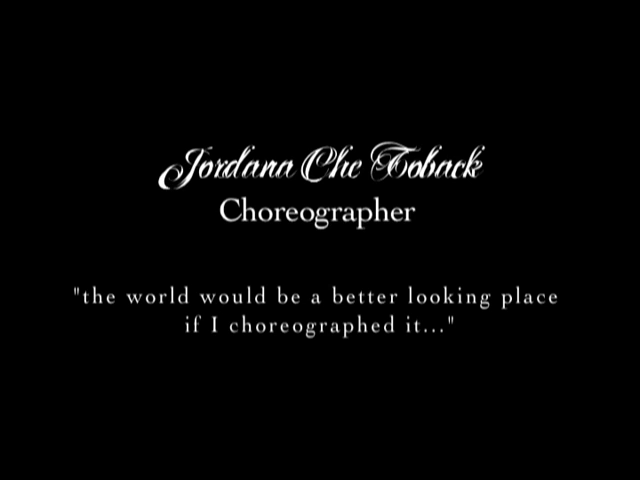 Jordana Che Toback
Choreographer
"the world would be a better looking place
if I choreographed it..."